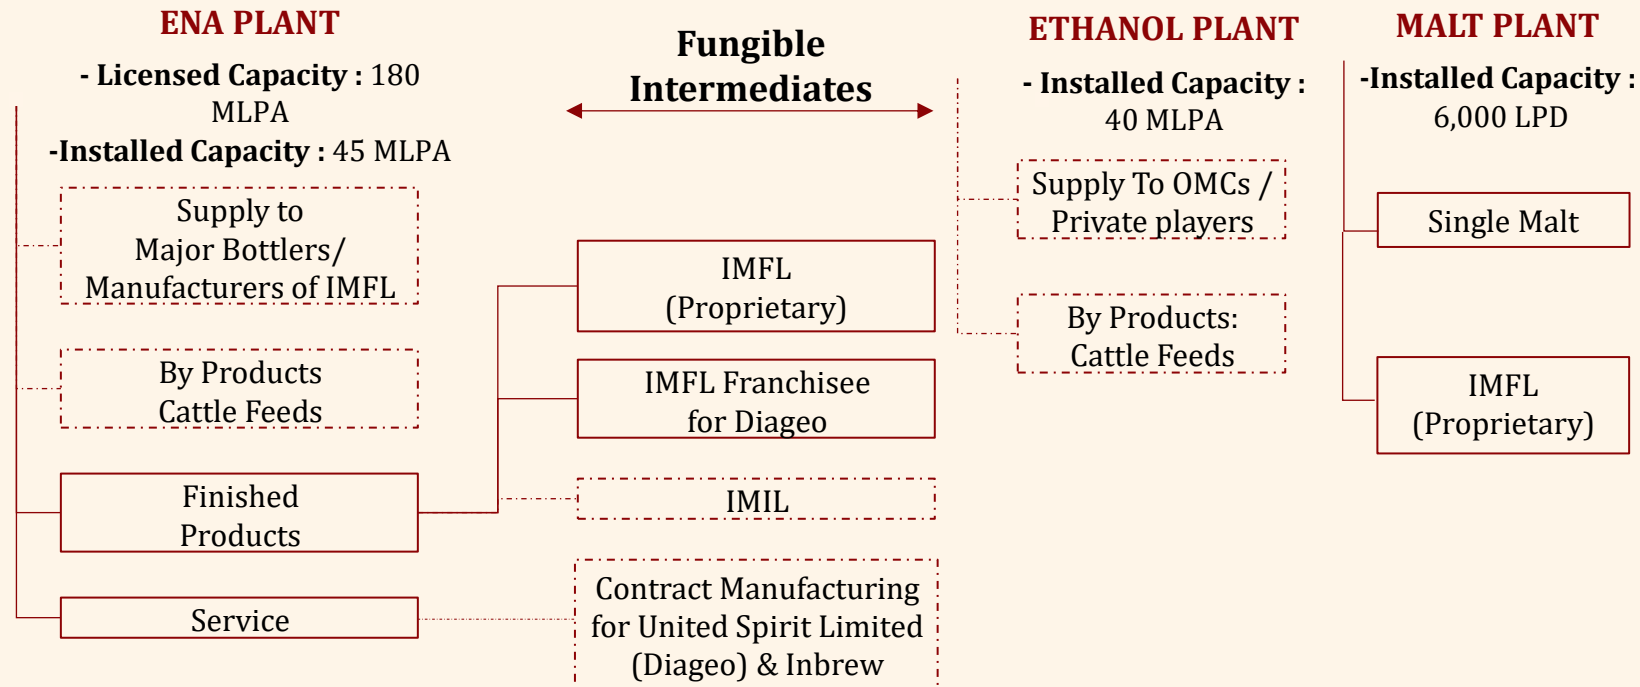 ENA PLANT
- Licensed Capacity : 180
MLPA
-Installed Capacity : 45 MLPA
Supply to
Major Bottlers/
Manufacturers of IMFL
By Products
Cattle Feeds
Finished
Products
Service
Fungible
Intermediates
IMFL
(Proprietary)
IMFL Franchisee
for Diageo
IMIL
Contract Manufacturing
for United Spirit Limited
(Diageo) & Inbrew
ETHANOL PLANT
- Installed Capacity :
40 MLPA
Supply To OMCs /
Private players
By Products:
Cattle Feeds
MALT PLANT
-Installed Capacity :
6,000 LPD
Single Malt
IMFL
(Proprietary)